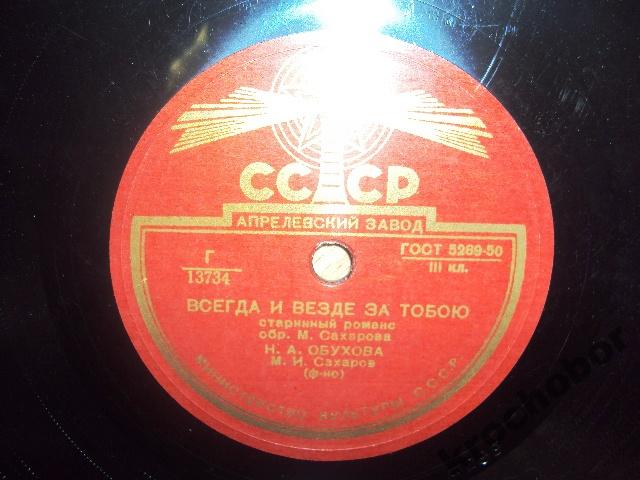 СССР
АПРЕЛЕВСКИЙ ЗАВОД
Г
13734
ГОСТ 5289-50
III кл.
ВСЕГДА И ВЕЗДЕ ЗА ТОБОЮ
старинный романс
обр. М. Сахарова
Н. А. ОБУХОВА
М. И. Сахаров
(ф-но)
МИНИСТЕРСТВО КУЛЬТУРЫ С.С.С.Р.
krochobor